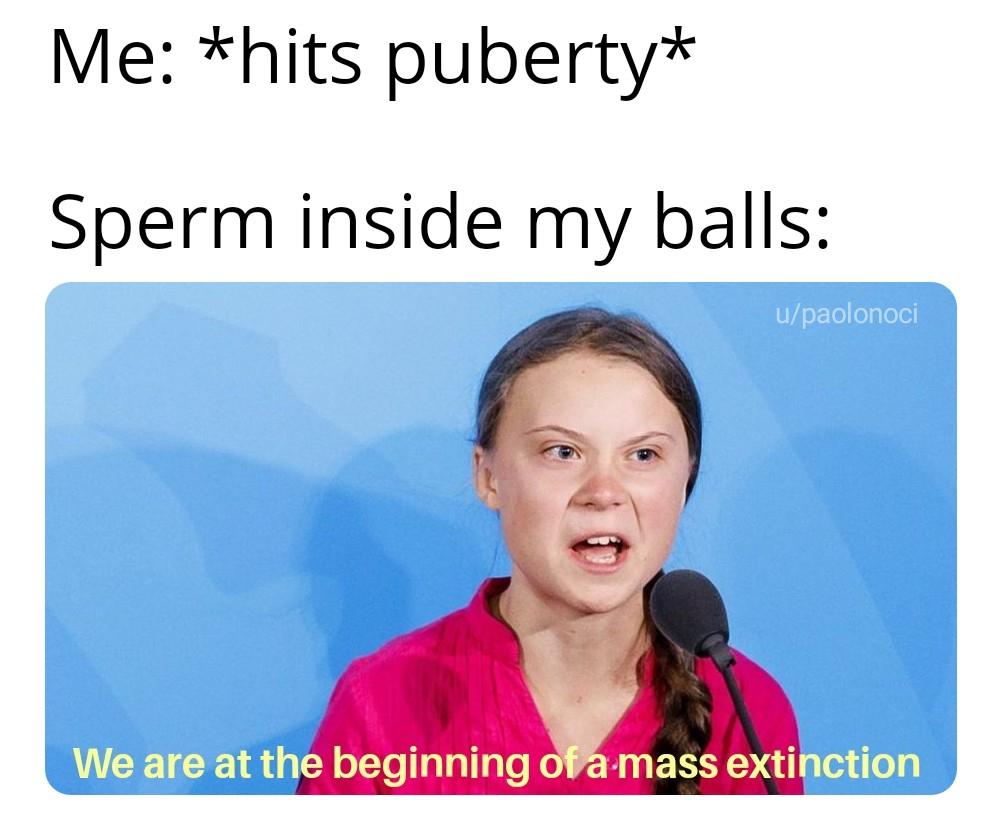 Me: *hits puberty*
Sperm inside my balls:
u/paolonoci
We are at the beginning of a mass extinction